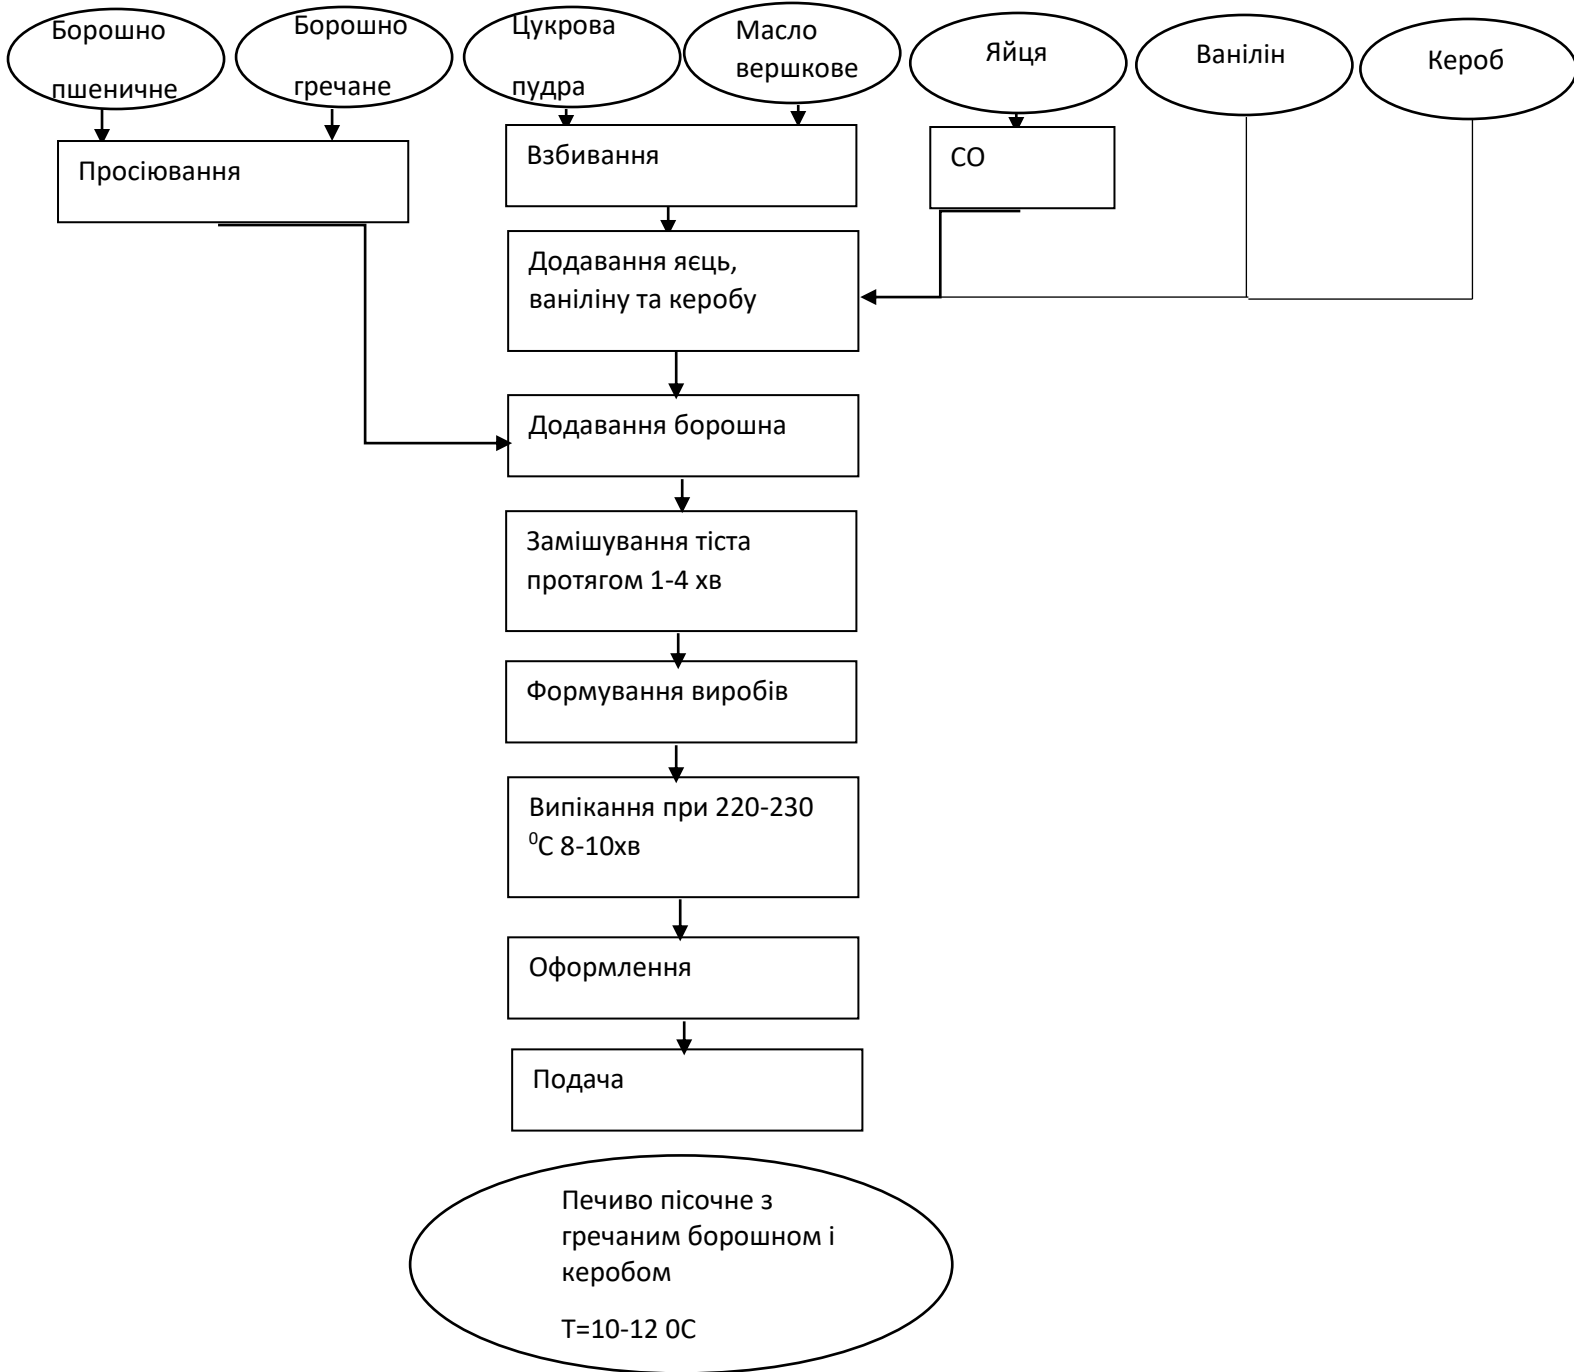 Борошно
пшеничне
Борошно
гречане
Цукрова
пудра
Масло
вершкове
Яйця
Ванілін
Кероб
Просіювання
Взбивання
СО
Додавання яєць,
ваніліну та керобу
Додавання борошна
Замішування тіста
протягом 1-4 хв
Формування виробів
Випікання при 220-230
⁰С 8-10хв
Оформлення
Подача
Печиво пісочне з
гречаним борошном і
керобом
Т=10-12 0С